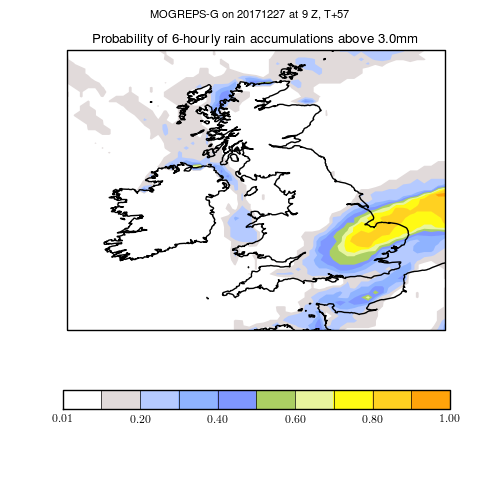 MOGREPS-G on 20171227 at 9 Z, T+57
Probability of 6-hourly rain accumulations above 3.0mm
0.01 0.20 0.40 0.60 0.80 1.00